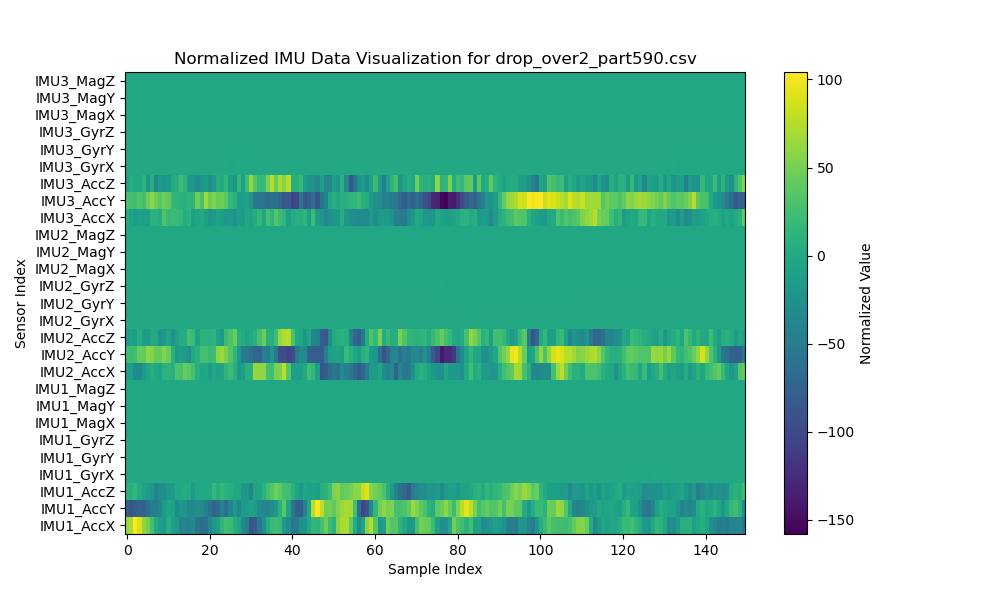 Normalized IMU Data Visualization for drop_over2_part590.csv
IMU3_MagZ
IMU3_MagY
IMU3_MagX
IMU3_GyrZ
IMU3_GyrY
IMU3_GyrX
IMU3_AccZ
IMU3_AccY
IMU3_AccX
IMU2_MagZ
IMU2_MagY
IMU2_MagX
IMU2_GyrZ
IMU2_GyrY
IMU2_GyrX
IMU2_AccZ
IMU2_AccY
IMU2_AccX
IMU1_MagZ
IMU1_MagY
IMU1_MagX
IMU1_GyrZ
IMU1_GyrY
IMU1_GyrX
IMU1_AccZ
IMU1_AccY
IMU1_AccX
Sensor Index
0 20 40 60 80 100 120 140
Sample Index
100
50
0
−50
−100
−150
Normalized Value